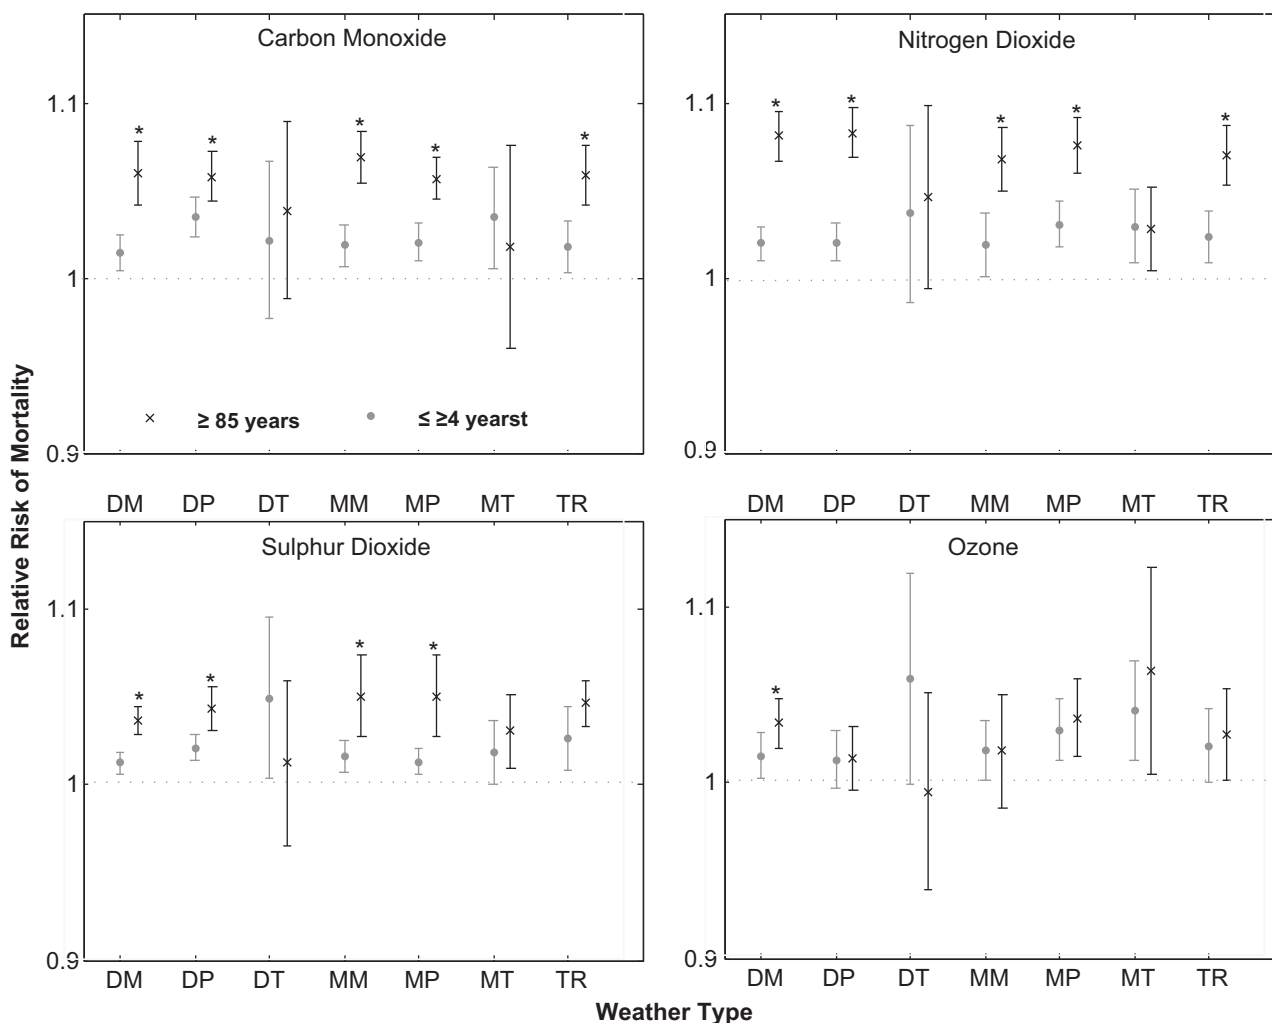 Carbon Monoxide
Nitrogen Dioxide
1.1
*
*
*
*
*
1.1
*
*
*
*
*
1
1
≥ 85 years
≤ ≥4 yearst
0.9
0.9
DM DP DT MM MP MT TR
DM DP DT MM MP MT TR
Relative Risk of Mortality
Sulphur Dioxide
Ozone
1.1
*
*
*
*
1.1
*
1
1
0.9
0.9
DM DP DT MM MP MT TR
DM DP DT MM MP MT TR
Weather Type